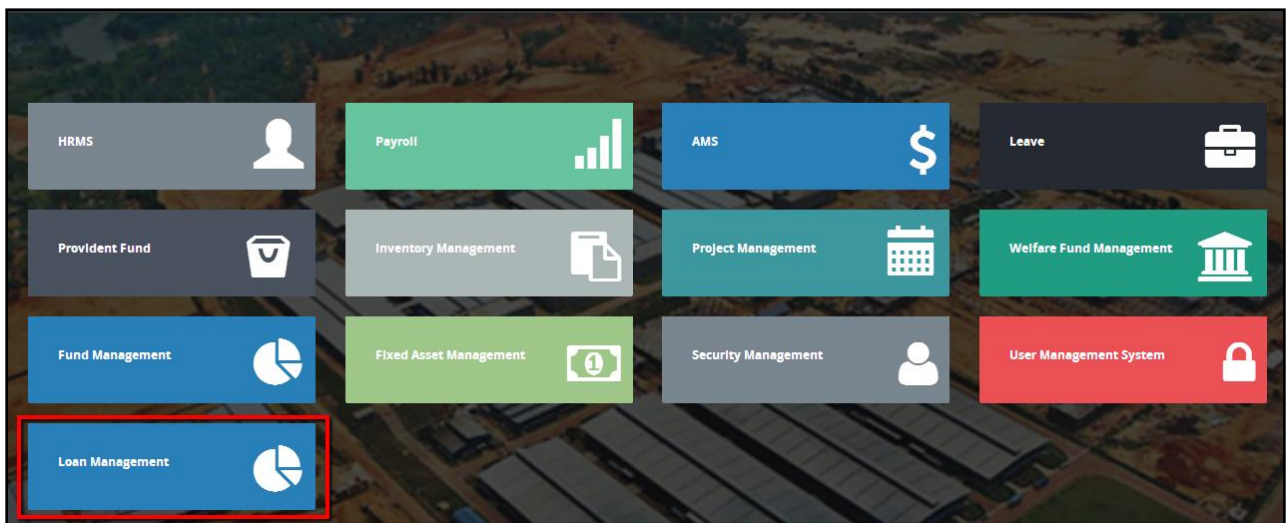 HRMS
Payroll
AMS
Leave
Provident Fund
Inventory Management
Project Management
Welfare Fund Management
Fund Management
Fixed Asset Management
Security Management
User Management System
Loan Management